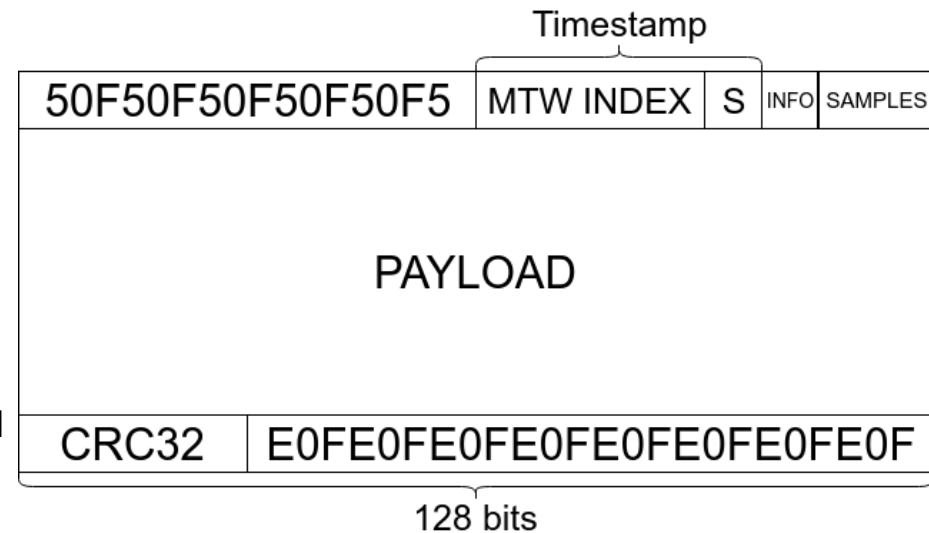 Timestamp
50F50F50F50F50F5 MTW INDEX S INFO SAMPLES
PAYLOAD
CRC32 E0FE0FE0FE0FE0FE0FE0FE0F
128 bits